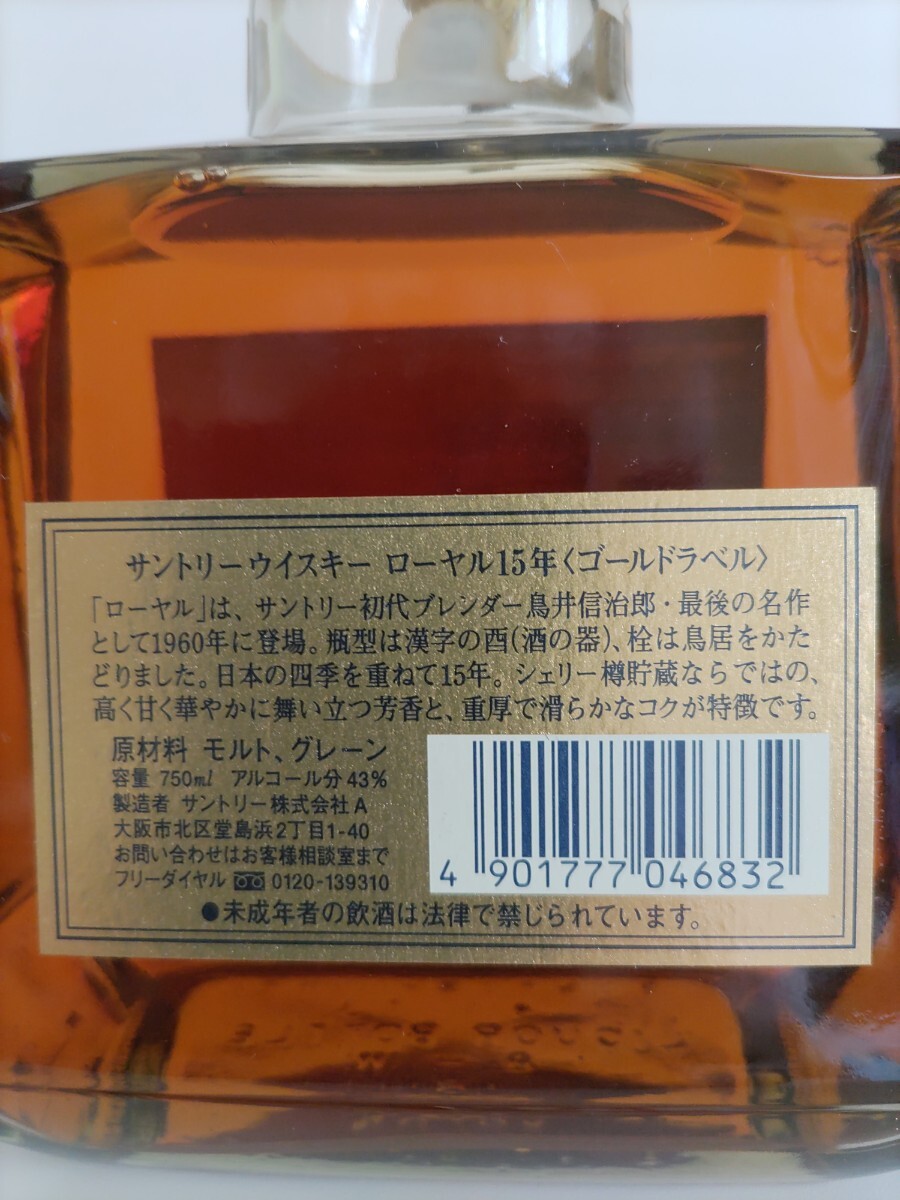 サントリーウイスキー ローヤル15年〈ゴールドラベル〉
「ローヤル」は、サントリー初代ブレンダー鳥井信治郎・最後の名作
として1960年に登場。瓶型は漢字の酉(酒の器)、栓は鳥居をかた
どりました。日本の四季を重ねて15年。シェリー樽貯蔵ならではの、
高く甘く華やかに舞い立つ芳香と、重厚で滑らかなコクが特徴です。
原材料 モルト、グレーン
容量 750ml アルコール分43%
製造者 サントリー株式会社A
大阪市北区堂島浜2丁目1-40
お問い合わせはお客様相談室まで
フリーダイヤル 0120-139310
4 901777 046832
●未成年者の飲酒は法律で禁じられています。